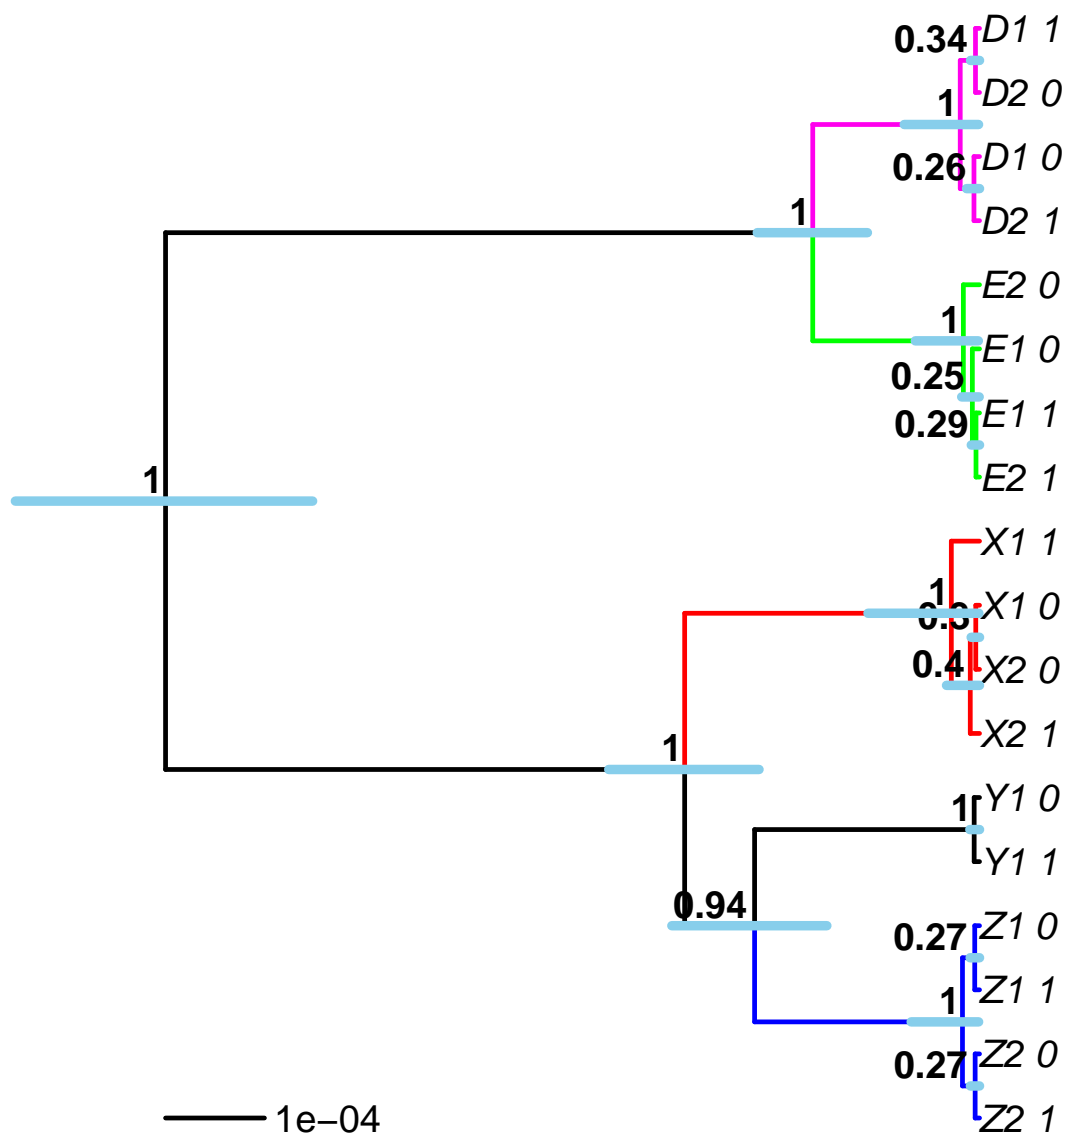 D1 1
0.34
D2 0
1
D1 0
0.26
1
D2 1
E2 0
1
E1 0
0.25
E1 1
0.29
E2 1
1
X1 1
1
X1 0
0.3
0.4
X2 0
X2 1
1
Y1 0
1
Y1 1
0.94
Z1 0
0.27
Z1 1
1
Z2 0
0.27
Z2 1
1e−04